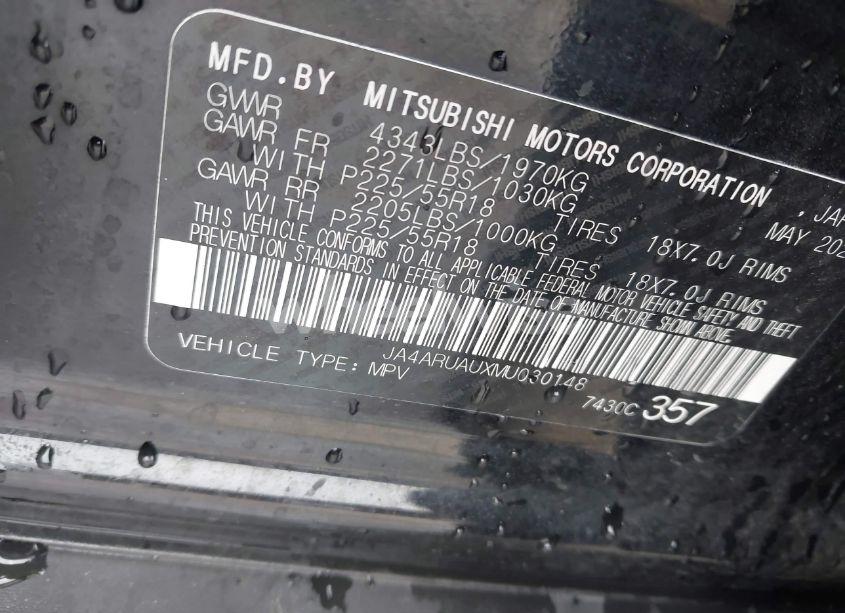 MFD.BY MITSUBISHI MOTORS CORPORATION , JAP
GVWR 4343LBS/1970KG MAY 202
GAWR FR 2271LBS/1030KG
WITH P225/55R18 TIRES 18X7.0J RIMS
GAWR RR 2205LBS/1000KG
WITH P225/55R18 TIRES 18X7.0J RIMS
THIS VEHICLE CONFORMS TO ALL APPLICABLE FEDERAL MOTOR VEHICLE SAFETY AND THEFT
PREVENTION STANDARDS IN EFFECT ON THE DATE OF MANUFACTURE SHOWN ABOVE.
JA4ARUAUXMU030148
VEHICLE TYPE: MPV 7430C 357